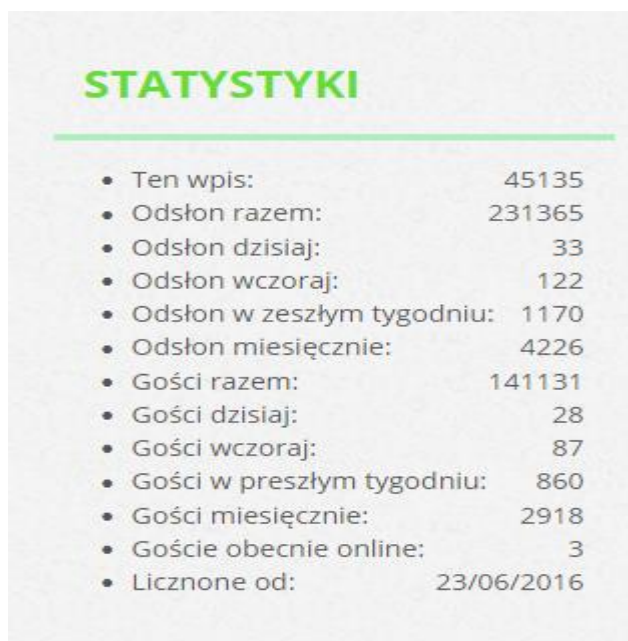 STATYSTYKI
Ten wpis: 45135
Odsłon razem: 231365
Odsłon dzisiaj: 33
Odsłon wczoraj: 122
Odsłon w zeszłym tygodniu: 1170
Odsłon miesięcznie: 4226
Gości razem: 141131
Gości dzisiaj: 28
Gości wczoraj: 87
Gości w preszłym tygodniu: 860
Gości miesięcznie: 2918
Goście obecnie online: 3
Licznone od: 23/06/2016